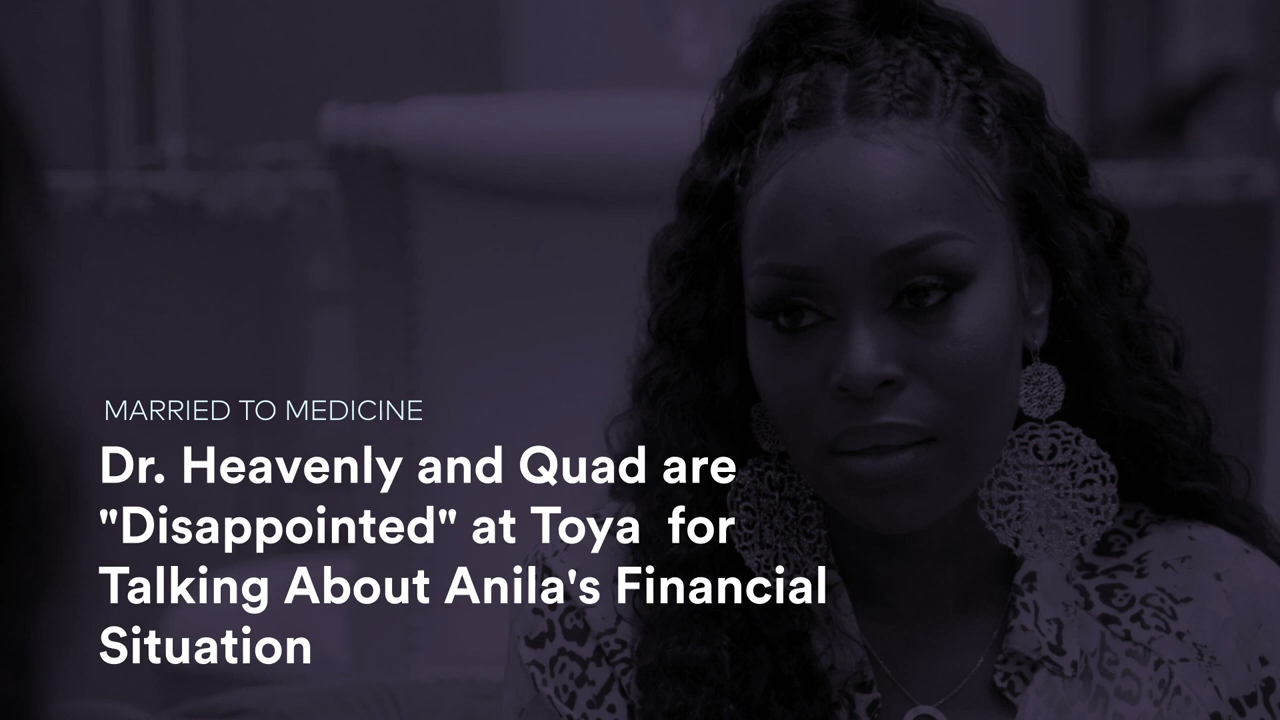 MARRIED TO MEDICINE
Dr. Heavenly and Quad are
"Disappointed" at Toya  for
Talking About Anila's Financial
Situation